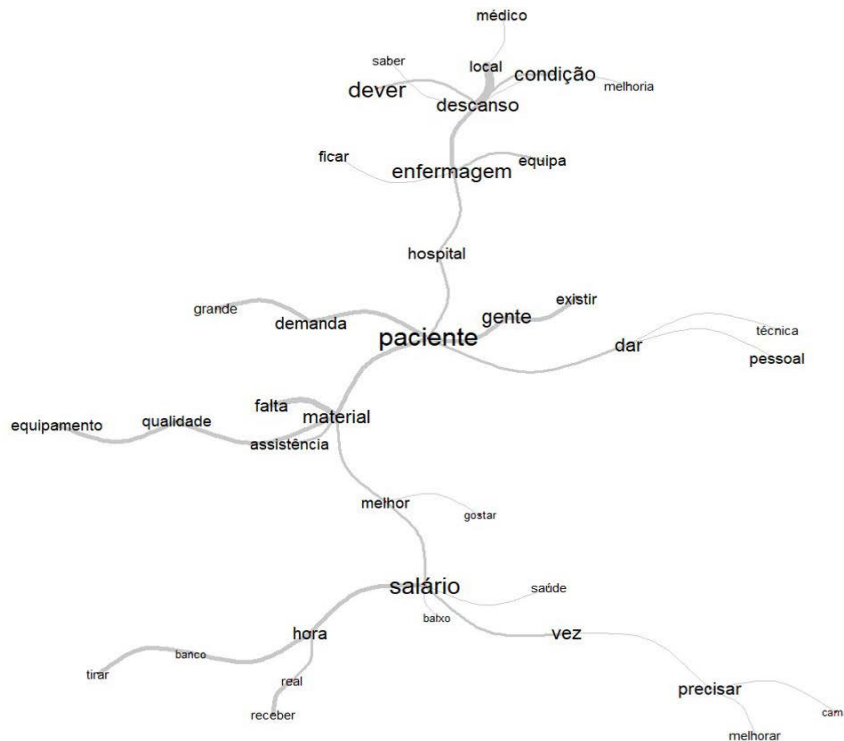 médico
saber
local
condição
dever
melhoria
descanso
ficar
equipa
enfermagem
hospital
grande
existir
demanda
gente
paciente
técnica
dar
pessoal
falta
material
equipamento
qualidade
assistência
melhor
gostar
salário
saúde
baixo
hora
vez
banco
tirar
real
precisar
receber
cam
melhorar